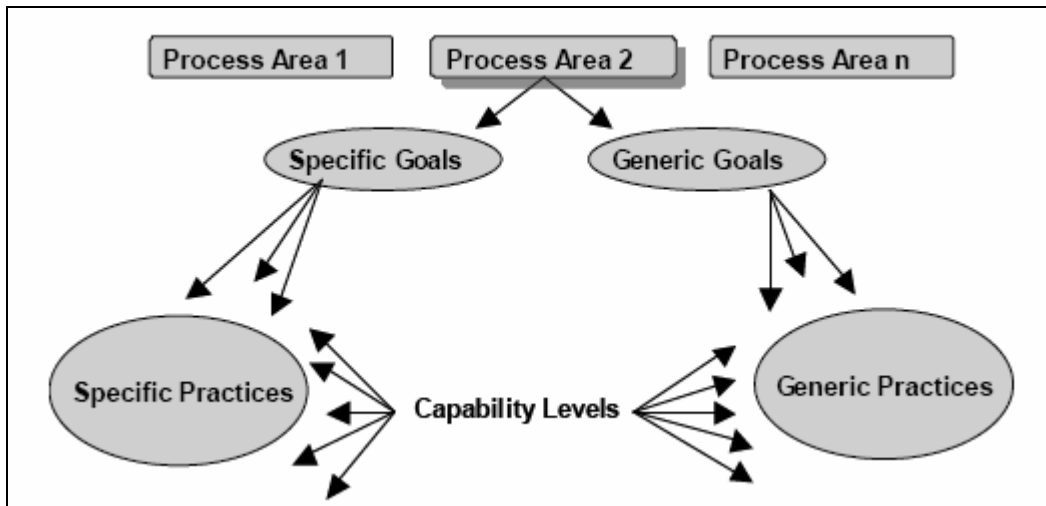 Process Area 1
Process Area 2
Process Area n
Specific Goals
Generic Goals
Specific Practices
Capability Levels
Generic Practices